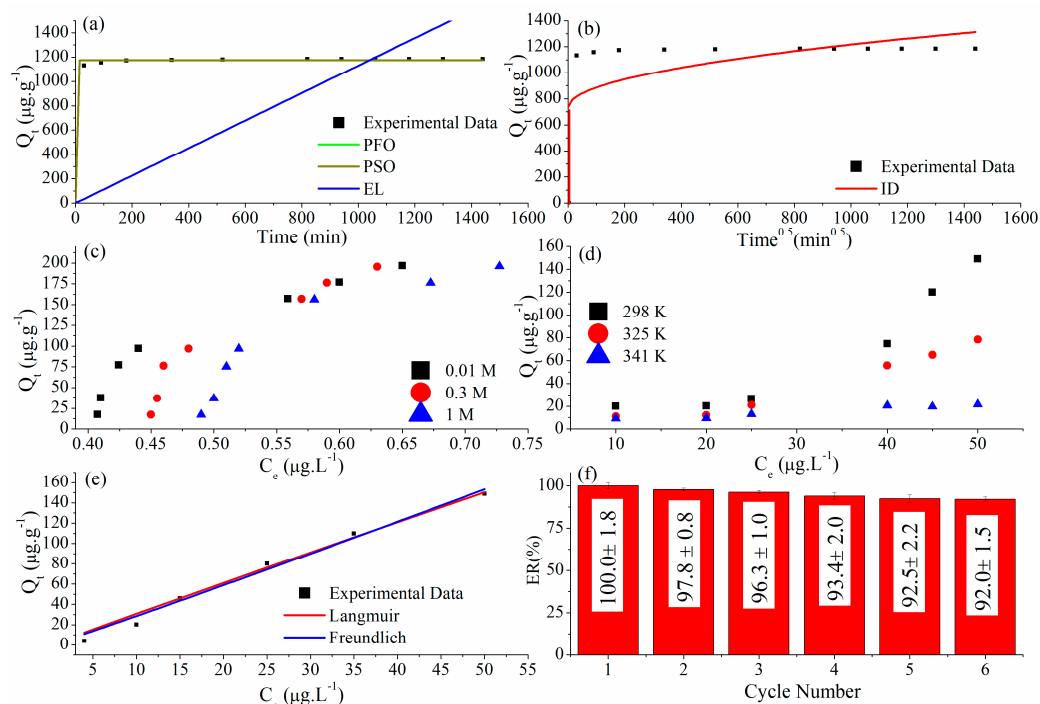 (a)
Qt (µg.g-1)
1400
1200
1000
800
600
400
200
0
Experimental Data
PFO
PSO
EL
0 200 400 600 800 1000 1200 1400 1600
Time (min)
(b)
Qt (µg.g-1)
1400
1200
1000
800
600
400
200
0
Experimental Data
ID
0 200 400 600 800 1000 1200 1400 1600
Time0.5(min0.5)
(c)
Qt (µg.g-1)
200
175
150
125
100
75
50
25
0
0.01 M
0.3 M
1 M
0.40 0.45 0.50 0.55 0.60 0.65 0.70 0.75
Ce (µg.L-1)
(d)
Qt (µg.g-1)
160
140
120
100
80
60
40
20
0
298 K
325 K
341 K
10 20 30 40 50
Ce (µg.L-1)
(e)
Qt (µg.g-1)
160
140
120
100
80
60
40
20
0
Experimental Data
Langmuir
Freundlich
5 10 15 20 25 30 35 40 45 50 55
Ce (µg.L-1)
(f)
ER(%)
100
75
50
25
0
100.0± 1.8
97.8 ± 0.8
96.3 ± 1.0
93.4± 2.0
92.5± 2.2
92.0± 1.5
1 2 3 4 5 6
Cycle Number